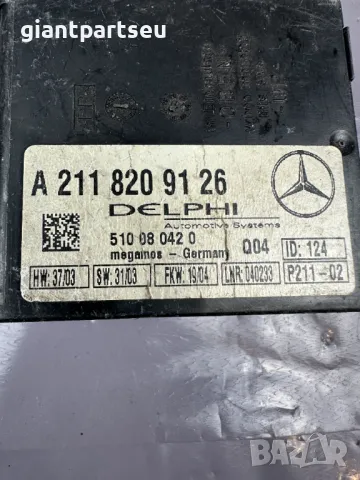 @giantpartseu
A 211 820 91 26
DELPHI
Automotive Systems
510 08 042 0
megamos - Germany
Q04
ID: 124
HW: 37/03
SW: 31/03
FKW: 19/04
LNR: 040293
P211-02
BAZAR